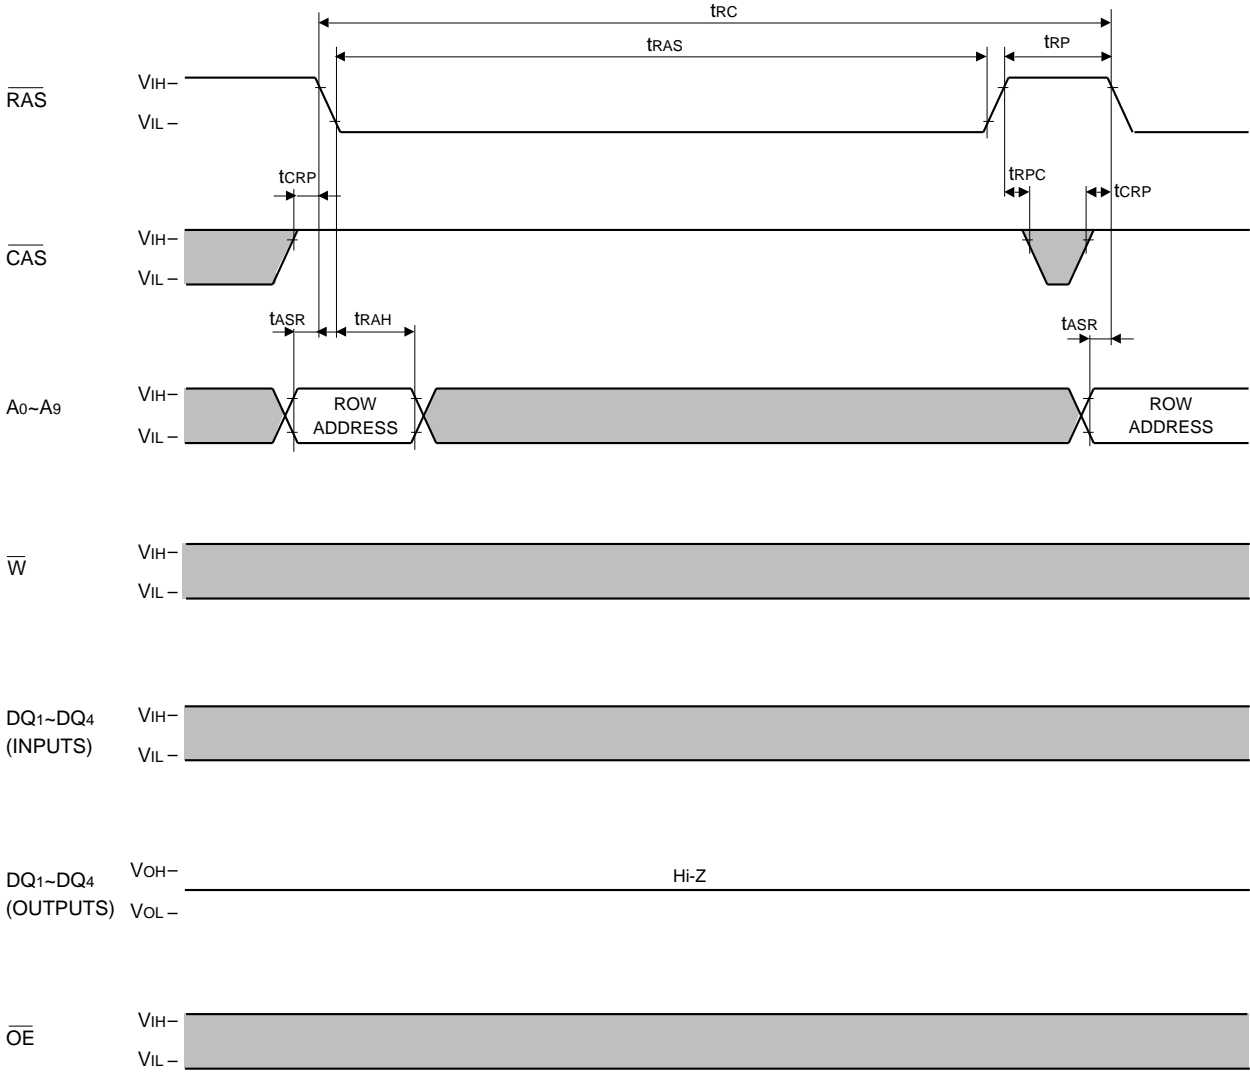 tRC
tRAS
tRP
RAS
VIH–
VIL –
tCRP
tRPC
tCRP
CAS
VIH–
VIL –
tASR
tRAH
tASR
A0~A9
VIH–
VIL –
ROW
ADDRESS
ROW
ADDRESS
W
VIH–
VIL –
DQ1~DQ4
(INPUTS)
VIH–
VIL –
DQ1~DQ4
(OUTPUTS)
VOH–
VOL –
Hi-Z
OE
VIH–
VIL –